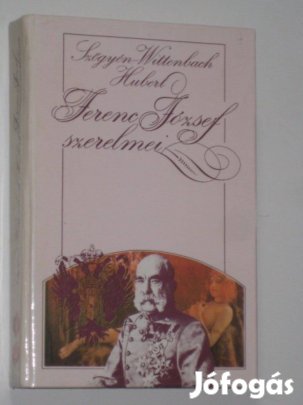 Szögyén-Wittenbach
Hubert
Ferenc József
szerelmei
Jófogás